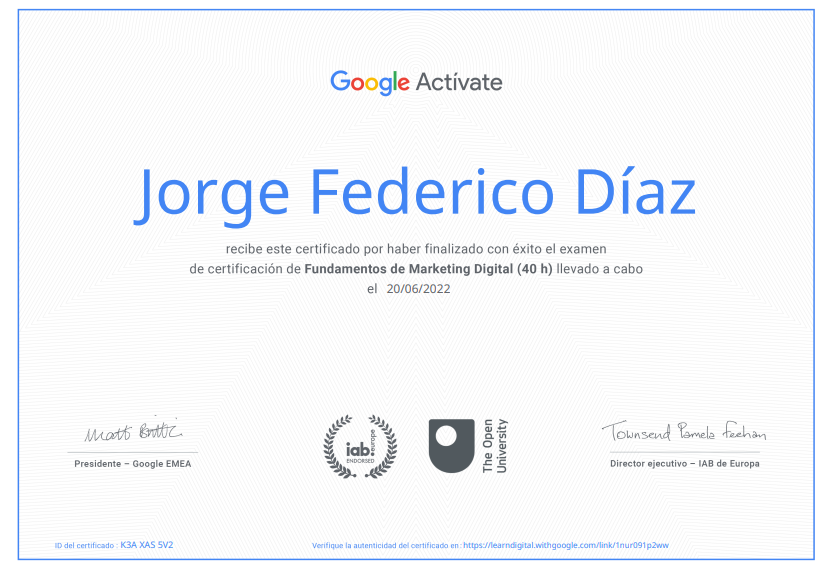 Google Actívate
Jorge Federico Díaz
recibe este certificado por haber finalizado con éxito el examen
de certificación de Fundamentos de Marketing Digital (40 h) llevado a cabo
el 20/06/2022
Matt Brittin
Townsend Pamela Feehan
Presidente – Google EMEA
iab.europe
ENDORSED
The Open
University
Director ejecutivo – IAB de Europa
ID del certificado : K3A XAS 5V2
Verifique la autenticidad del certificado en: https://learndigital.withgoogle.com/link/1nur091p2ww